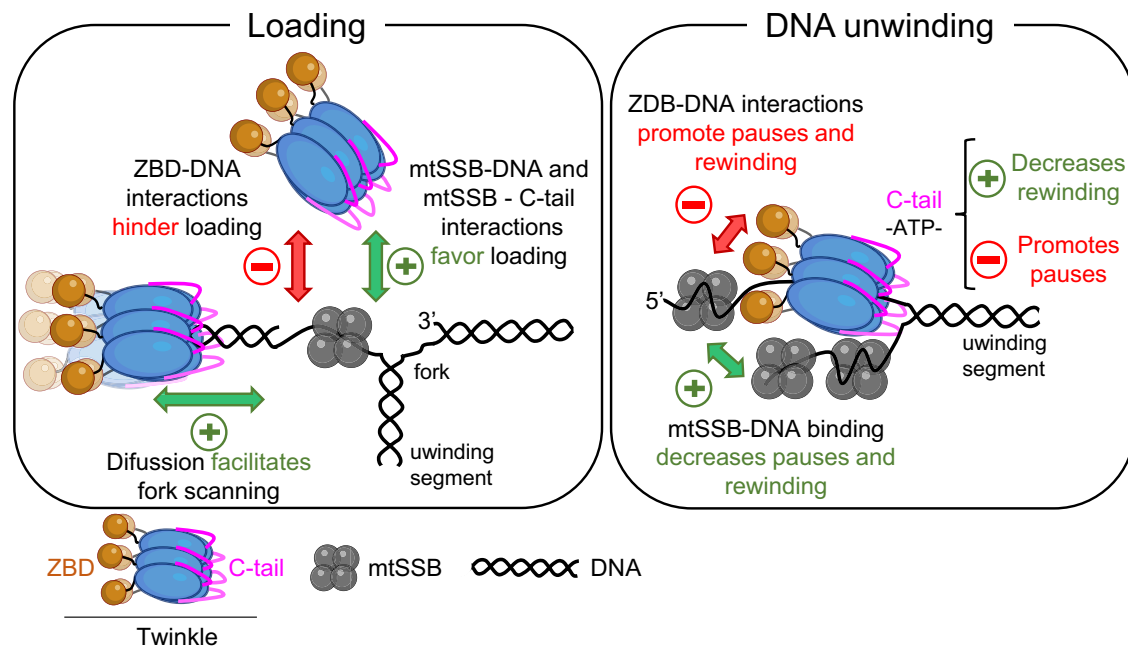 Loading
ZBD-DNA
interactions
hinder loading
mtSSB-DNA and
mtSSB - C-tail
interactions
favor loading
3’
fork
Difussion facilitates
fork scanning
uwinding
segment
DNA unwinding
ZDB-DNA interactions
promote pauses and
rewinding
C-tail
-ATP-
Decreases
rewinding
Promotes
pauses
5’
uwinding
segment
mtSSB-DNA binding
decreases pauses and
rewinding
ZBD
C-tail
mtSSB
DNA
Twinkle